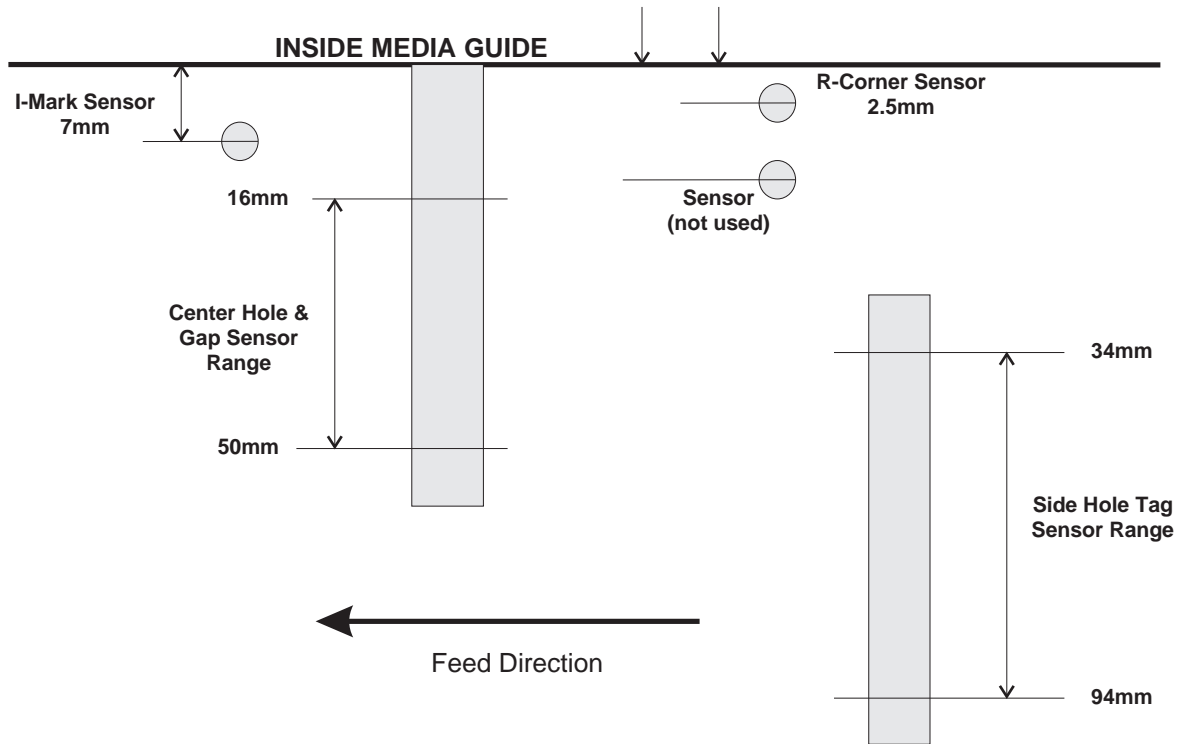 INSIDE MEDIA GUIDE
I-Mark Sensor
7mm
R-Corner Sensor
2.5mm
16mm
Sensor
(not used)
Center Hole &
Gap Sensor
Range
34mm
50mm
Side Hole Tag
Sensor Range
Feed Direction
94mm